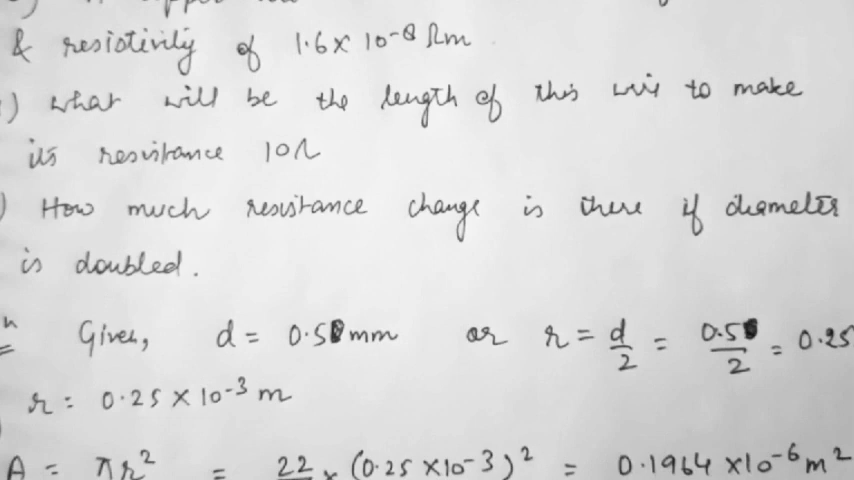 & resistivity of 1.6 × 10⁻⁸ Ωm
) what will be the length of this wire to make
its resistance 10Ω
) How much resistance change is there if diameter
is doubled.
Given, d = 0.5 mm or r = d/2 = 0.5/2 = 0.25
r = 0.25 × 10⁻³ m
A = πr² = 22 × (0.25 × 10⁻³)² = 0.1964 × 10⁻⁶ m²